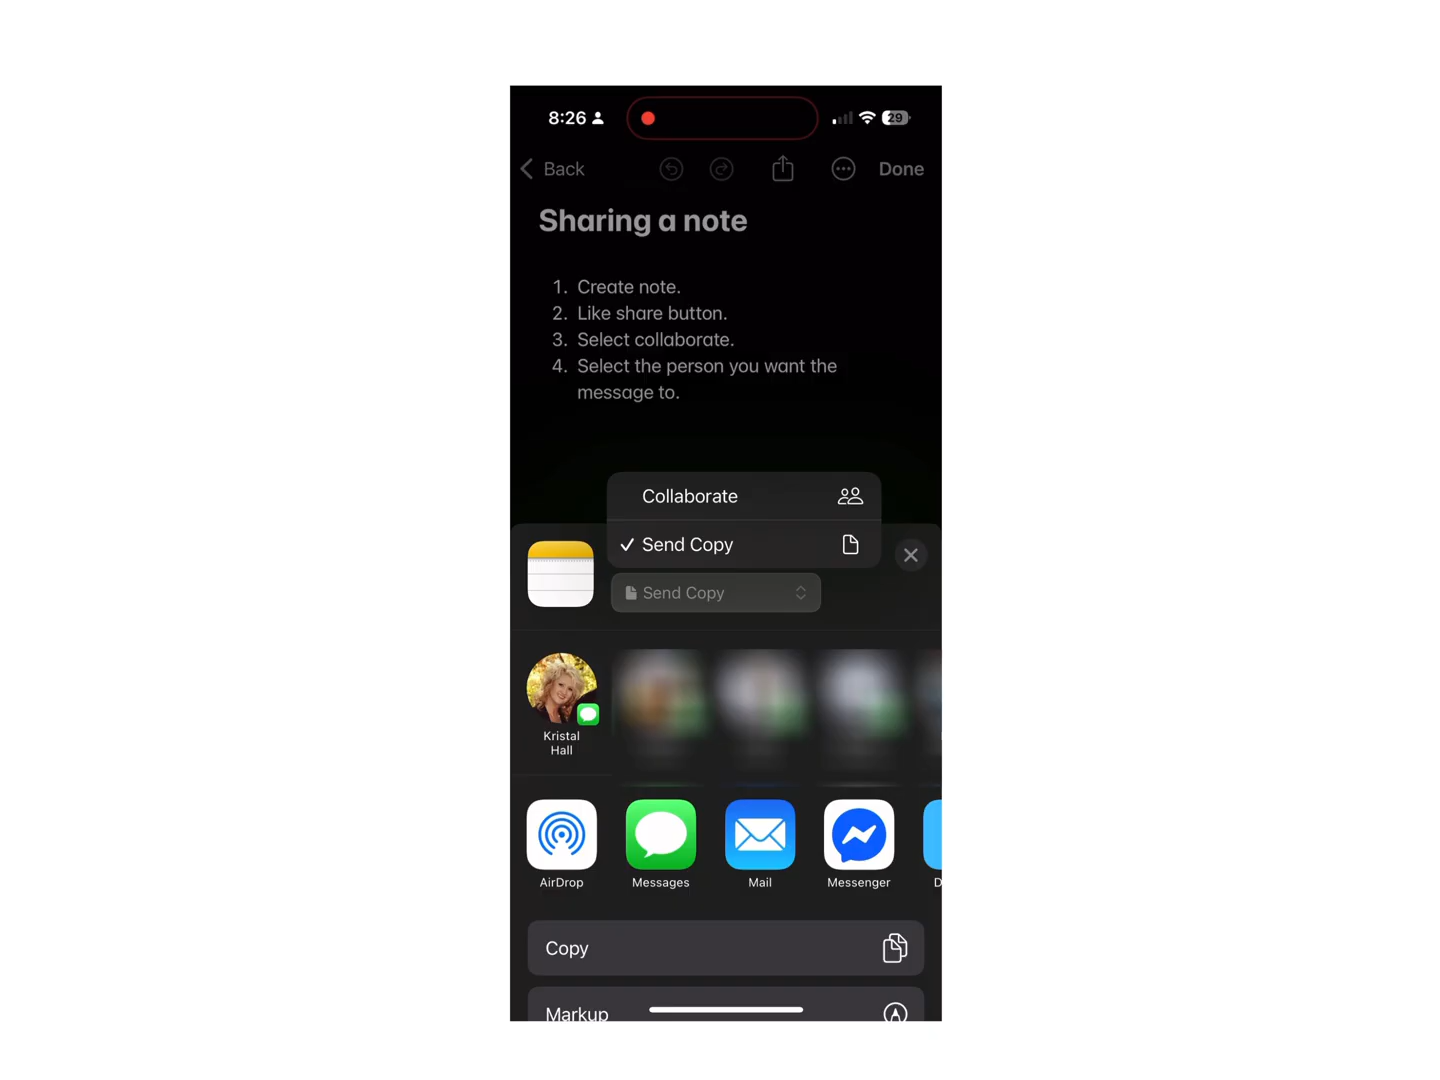 8:26
29
Back
Done
Sharing a note
1. Create note.
2. Like share button.
3. Select collaborate.
4. Select the person you want the
message to.
Collaborate
Send Copy
Send Copy
Kristal
Hall
AirDrop
Messages
Mail
Messenger
D
Copy
Markup